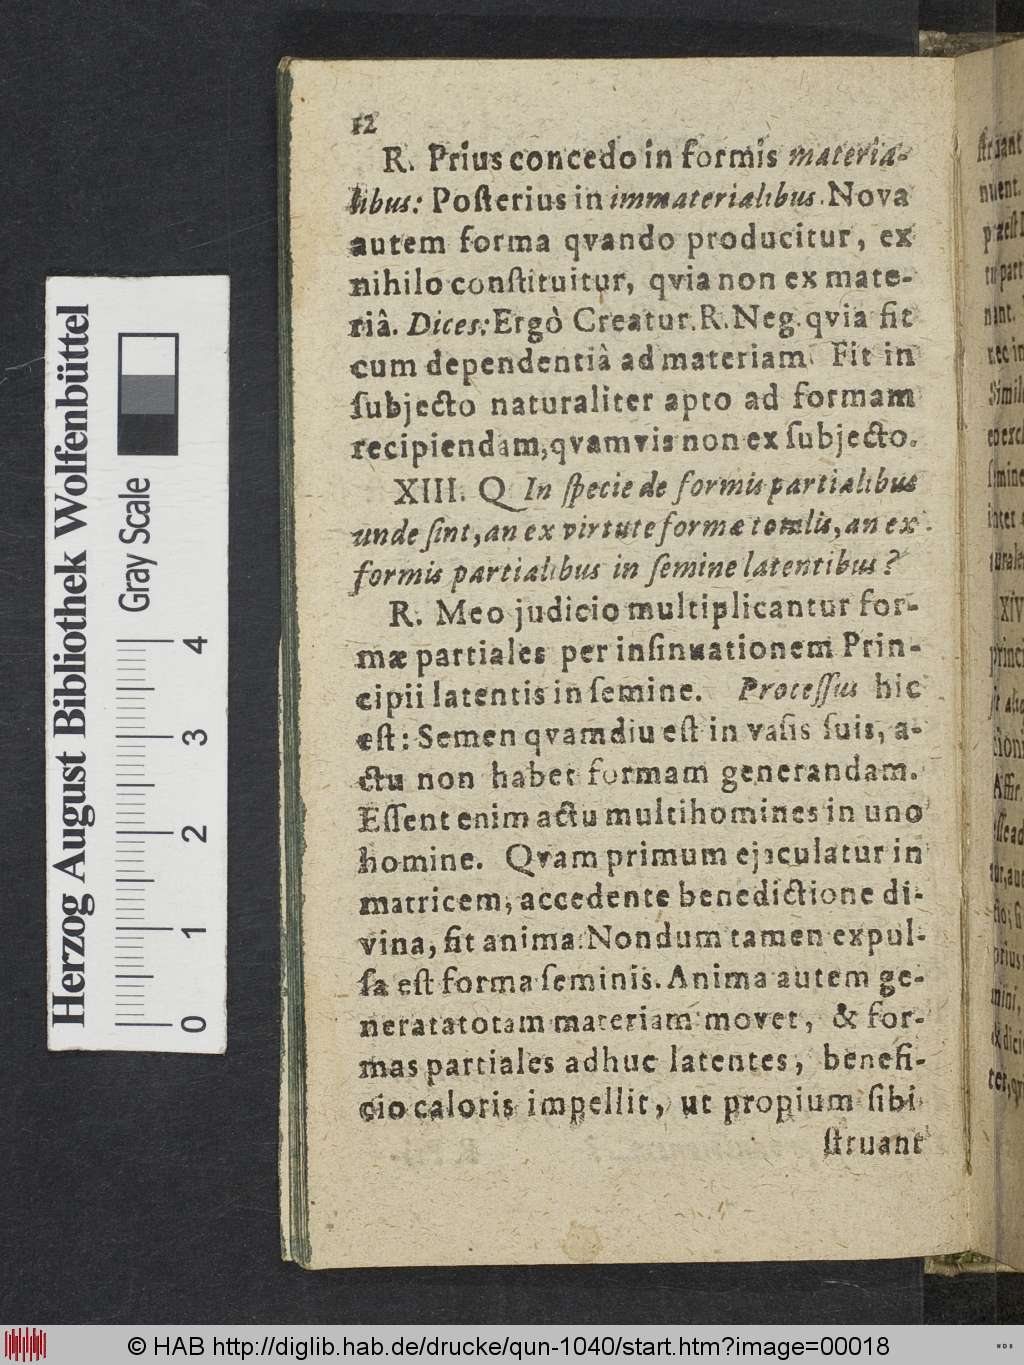 12
R. Prius concedo in formis materia-
libus: Poſterius in immaterialibus. Nova
autem forma qvando producitur, ex
nihilo conſtituitur, qvia non ex mate-
riâ. Dices: Ergò Creatur. R. Neg. qvia fit
cum dependentiâ ad materiam. Fit in
ſubjecto naturaliter apto ad formam
recipiendam, qvamvis non ex ſubjecto.
XIII. Q. In ſpecie de formis partialibus
unde ſint, an ex virtute formæ totalis, an ex
formis partialibus in ſemine latentibus?
R. Meo judicio multiplicantur for-
mæ partiales per inſinuationem Prin-
cipii latentis in ſemine. Proceſſus hic
eſt: Semen qvamdiu eſt in vaſis ſuis, a-
ctu non habet formam generandam.
Eſſent enim actu multi homines in uno
homine. Qvam primum ejaculatur in
matricem, accedente benedictione di-
vina, fit anima. Nondum tamen expul-
ſa eſt forma ſeminis. Anima autem ge-
nerata totam materiam movet, & for-
mas partiales adhuc latentes, benefi-
cio caloris impellit, ut propium ſibi
ſtruant
Herzog August Bibliothek Wolfenbüttel
Gray Scale
0 1 2 3 4
© HAB http://diglib.hab.de/drucke/qun-1040/start.htm?image=00018